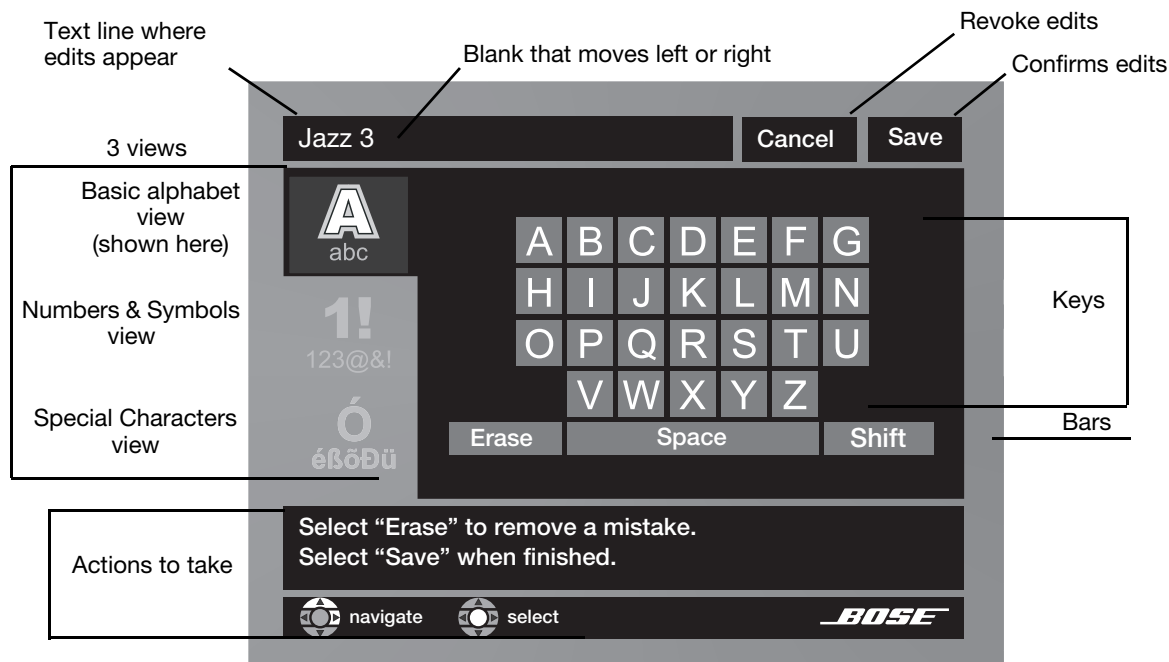 Text line where
edits appear
Blank that moves left or right
Revoke edits
Confirms edits
Jazz 3
Cancel
Save
3 views
Basic alphabet
view
(shown here)
A
abc
Numbers & Symbols
view
1!
123@&!
Special Characters
view
Ó
éßõÐü
A B C D E F G
H I J K L M N
O P Q R S T U
V W X Y Z
Erase Space Shift
Keys
Bars
Actions to take
Select “Erase” to remove a mistake.
Select “Save” when finished.
navigate
select
BOSE